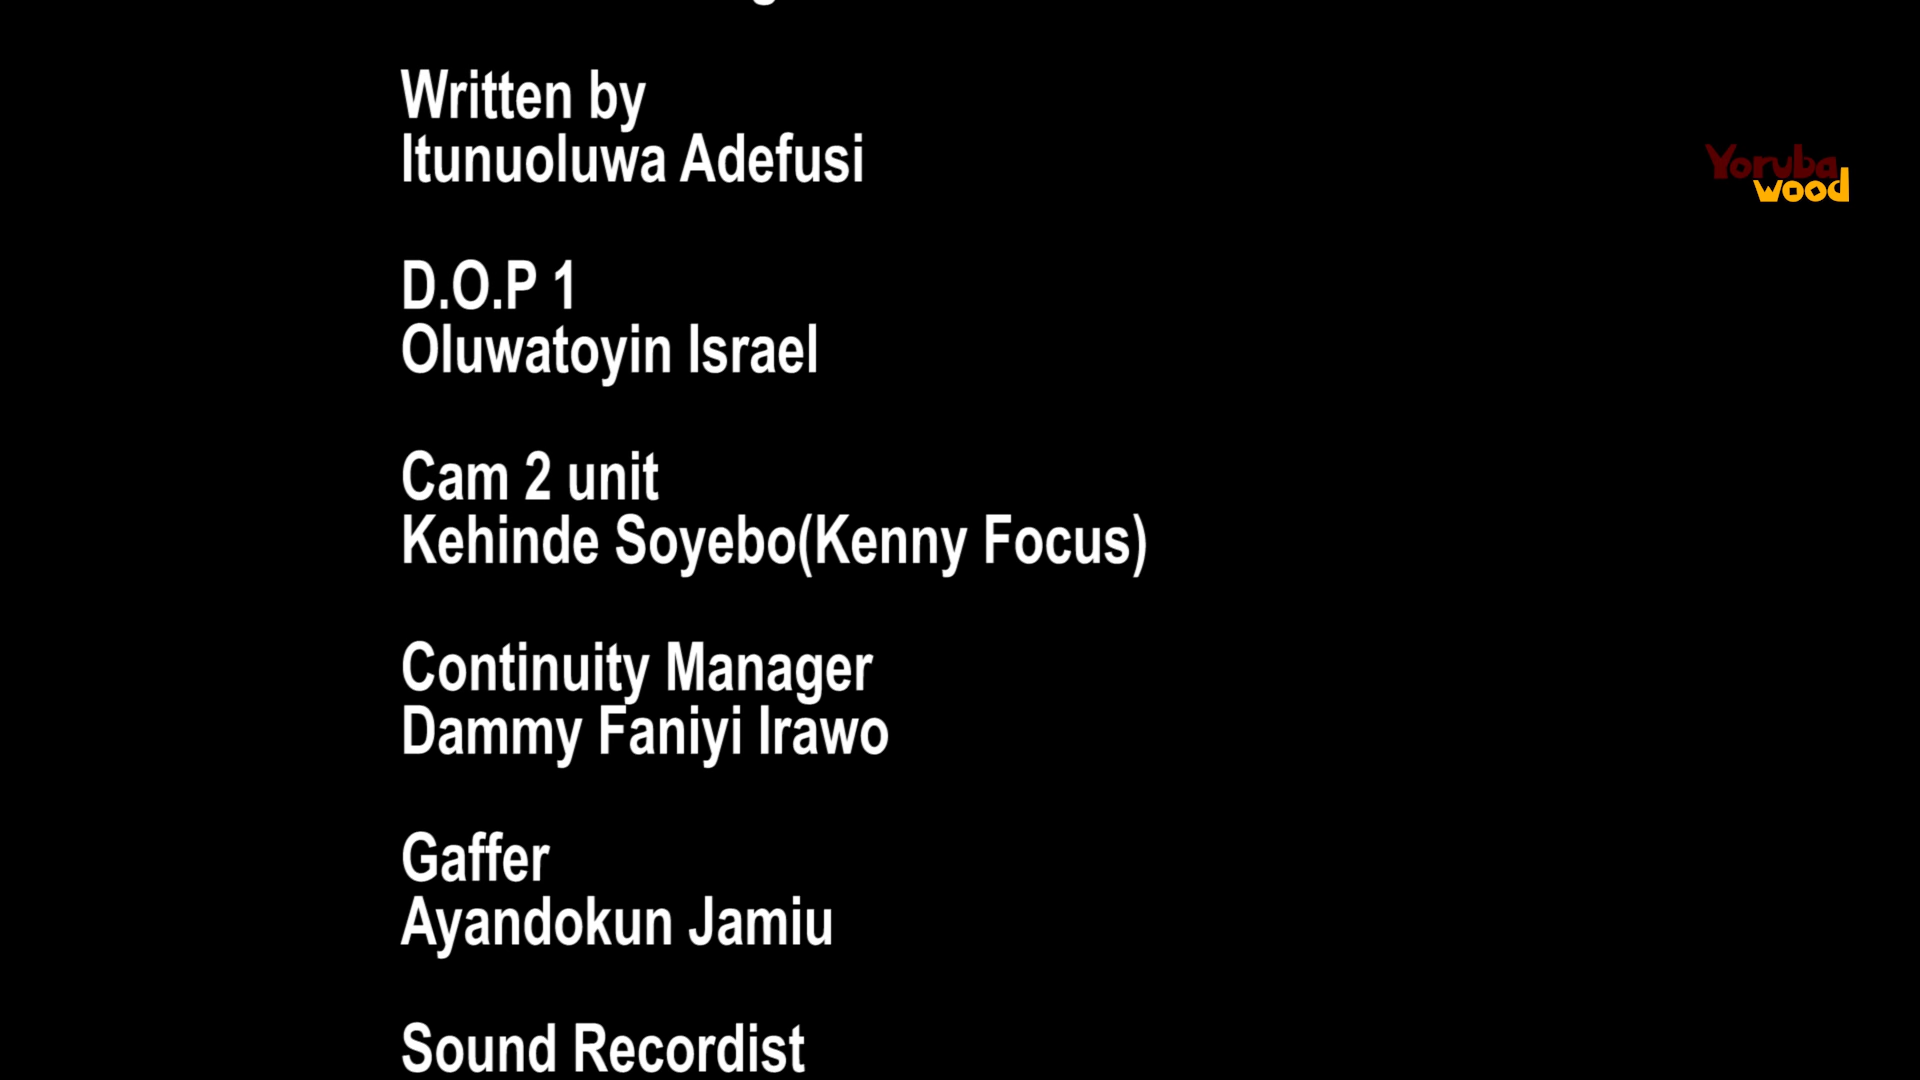 Written by
Itunuoluwa Adefusi
Yoruba
wood
D.O.P 1
Oluwatoyin Israel
Cam 2 unit
Kehinde Soyebo(Kenny Focus)
Continuity Manager
Dammy Faniyi Irawo
Gaffer
Ayandokun Jamiu
Sound Recordist